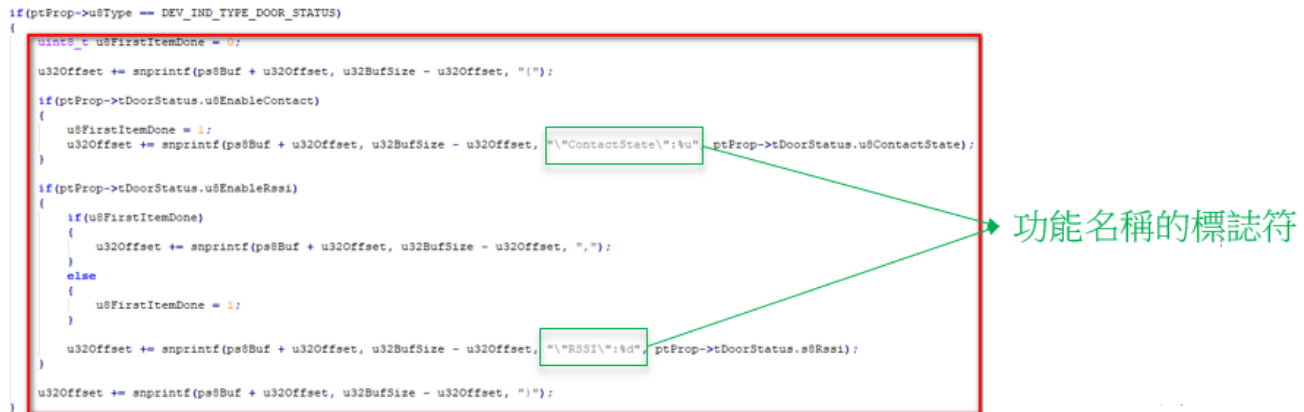 if(ptProp->u8Type == DEV_IND_TYPE_DOOR_STATUS)
{
uint8_t u8FirstItemDone = 0;
u32Offset += snprintf(ps8Buf + u32Offset, u32BufSize - u32Offset, "{");
if(ptProp->tDoorStatus.u8EnableContact)
{
u8FirstItemDone = 1;
u32Offset += snprintf(ps8Buf + u32Offset, u32BufSize - u32Offset, "\"ContactState\":%u", ptProp->tDoorStatus.u8ContactState);
}
if(ptProp->tDoorStatus.u8EnableRssi)
{
if(u8FirstItemDone)
{
u32Offset += snprintf(ps8Buf + u32Offset, u32BufSize - u32Offset, ",");
}
else
{
u8FirstItemDone = 1;
}
u32Offset += snprintf(ps8Buf + u32Offset, u32BufSize - u32Offset, "\"RSSI\":%d", ptProp->tDoorStatus.s8Rssi);
}
u32Offset += snprintf(ps8Buf + u32Offset, u32BufSize - u32Offset, "}");
}
功能名稱的標誌符